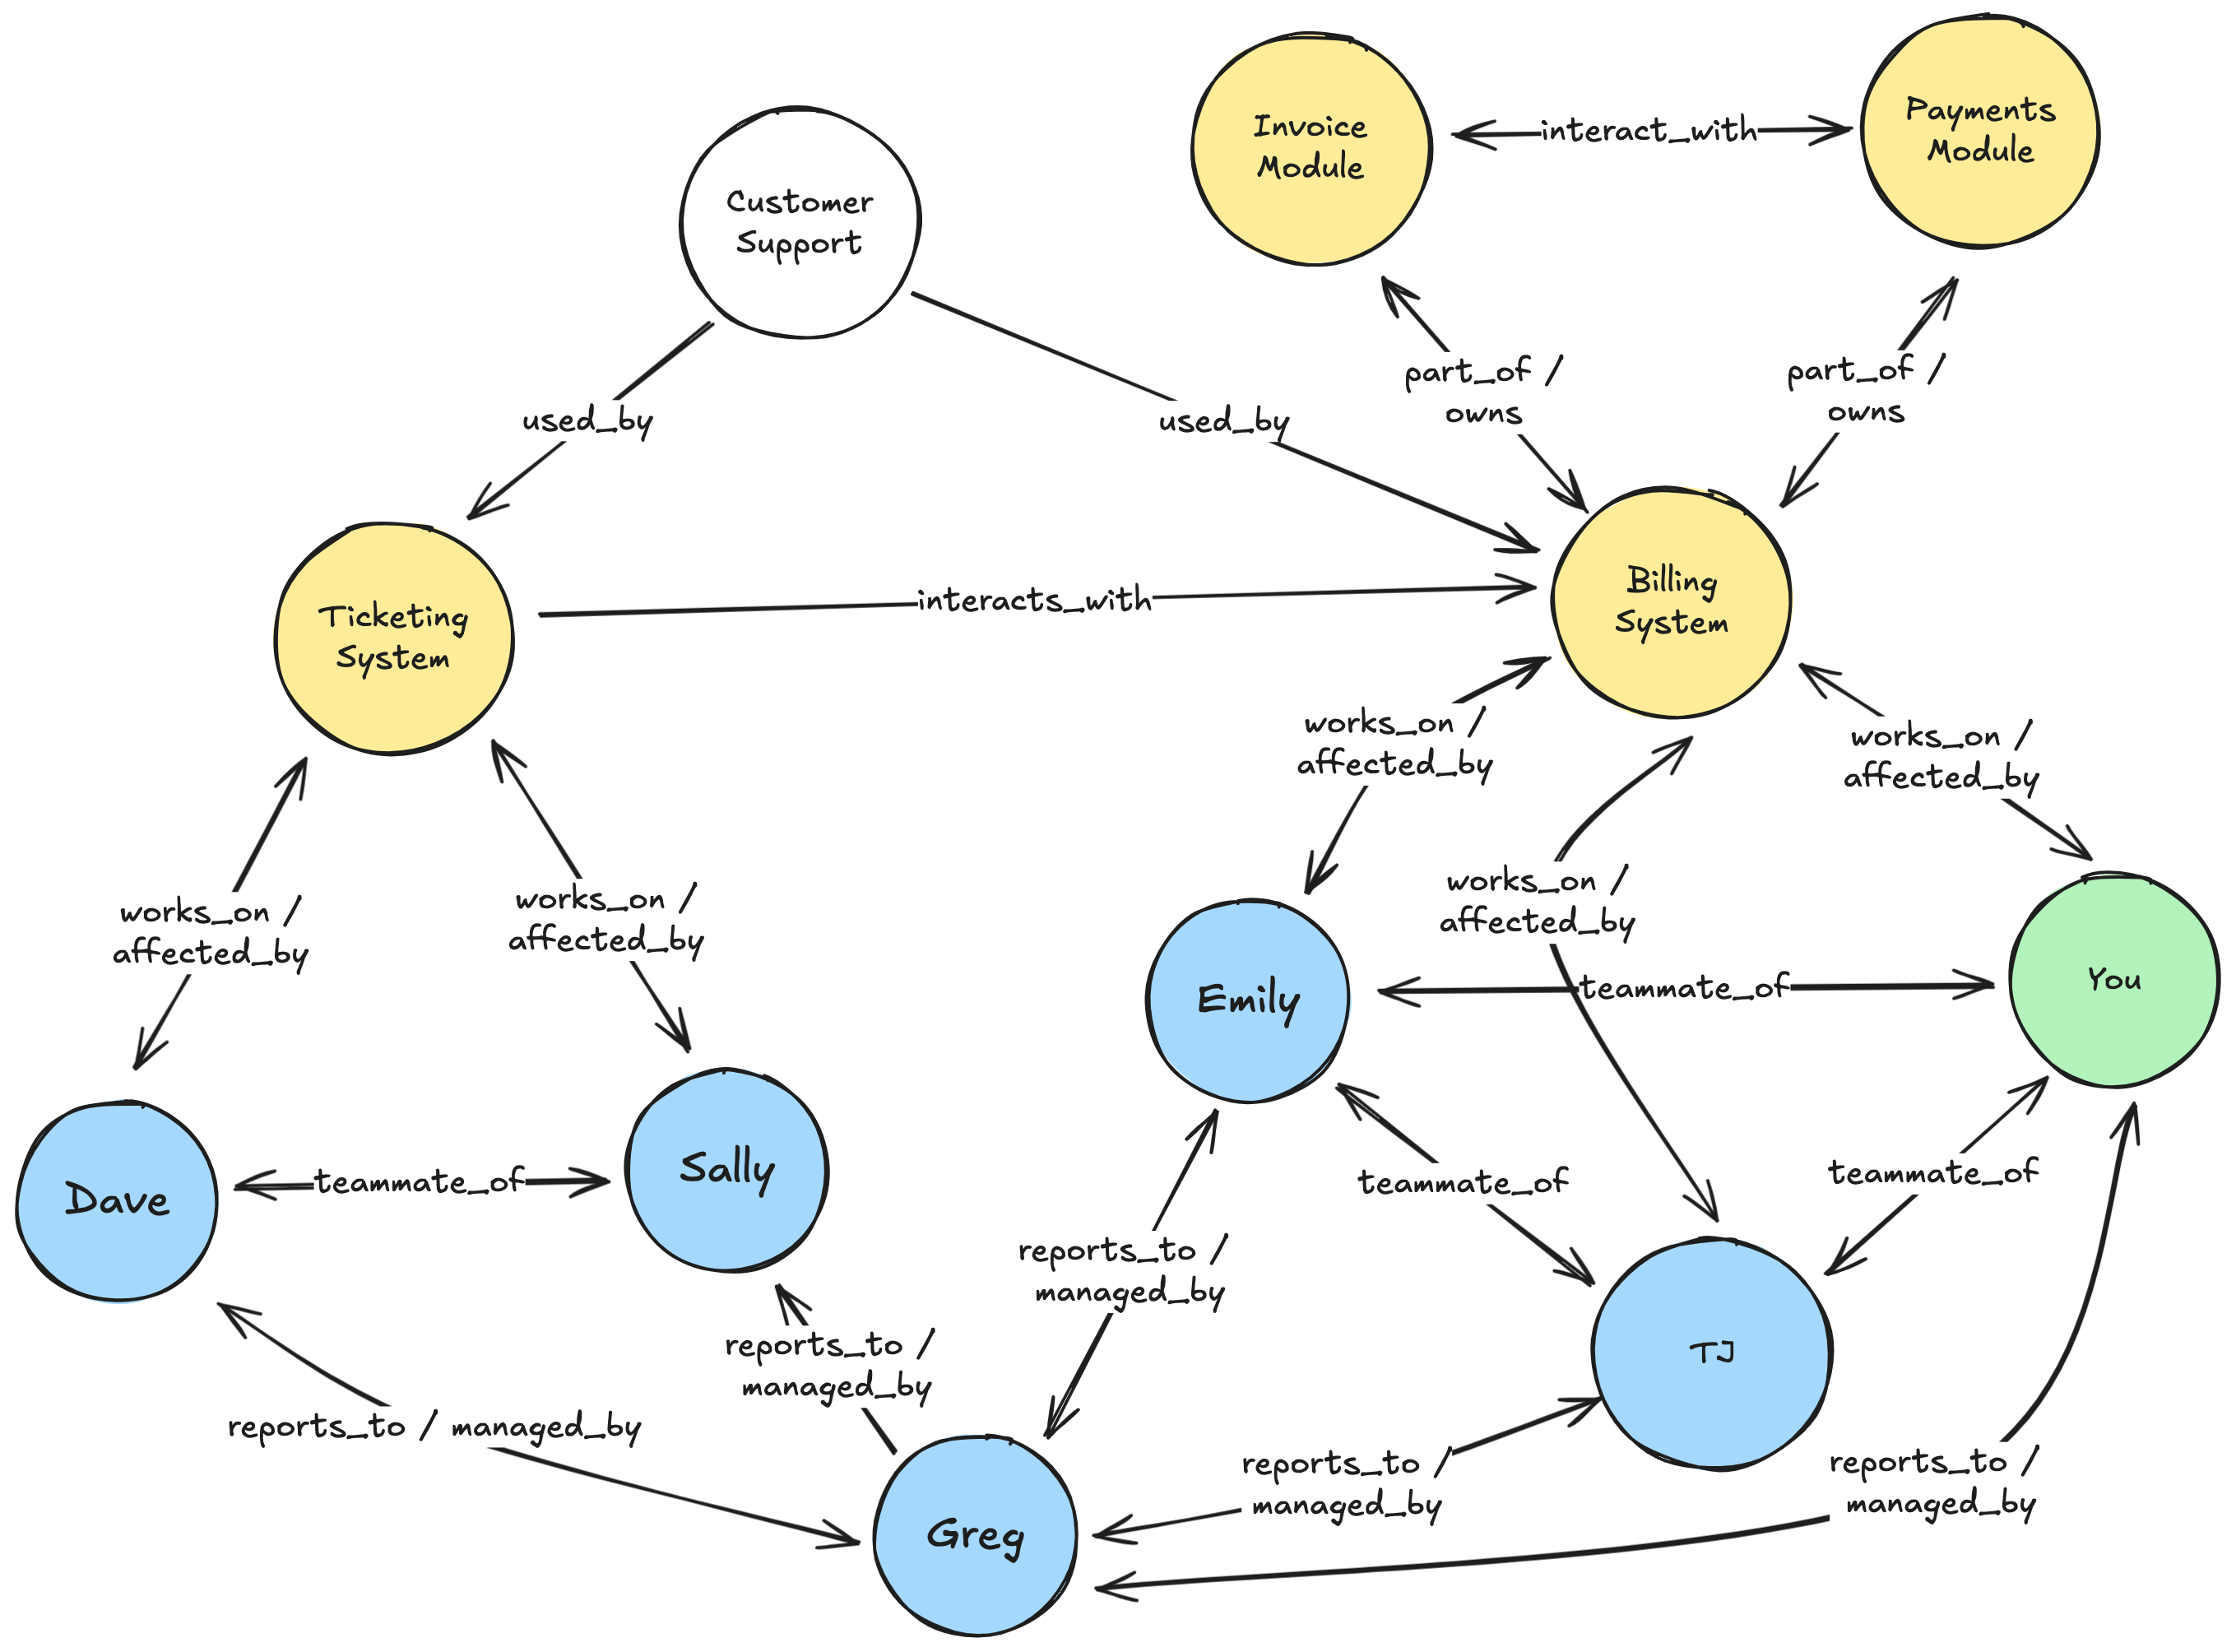 Invoice
Module
interact_with
Payments
Module
Customer
Support
part_of /
owns
part_of /
owns
used_by
used_by
Ticketing
System
interacts_with
Billing
System
works_on /
affected_by
works_on /
affected_by
works_on /
affected_by
works_on /
affected_by
works_on /
affected_by
Emily
teammate_of
You
Dave
teammate_of
Sally
teammate_of
teammate_of
reports_to /
managed_by
reports_to /
managed_by
TJ
reports_to / managed_by
reports_to /
managed_by
reports_to /
managed_by
Greg